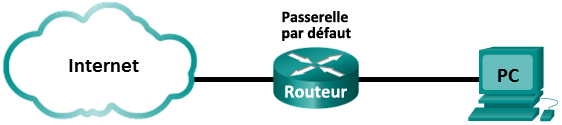 Passerelle
par défaut
Internet
Routeur
PC